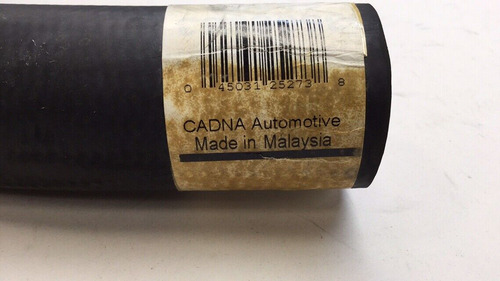 0 45031 25273 8
CADNA Automotive
Made in Malaysia